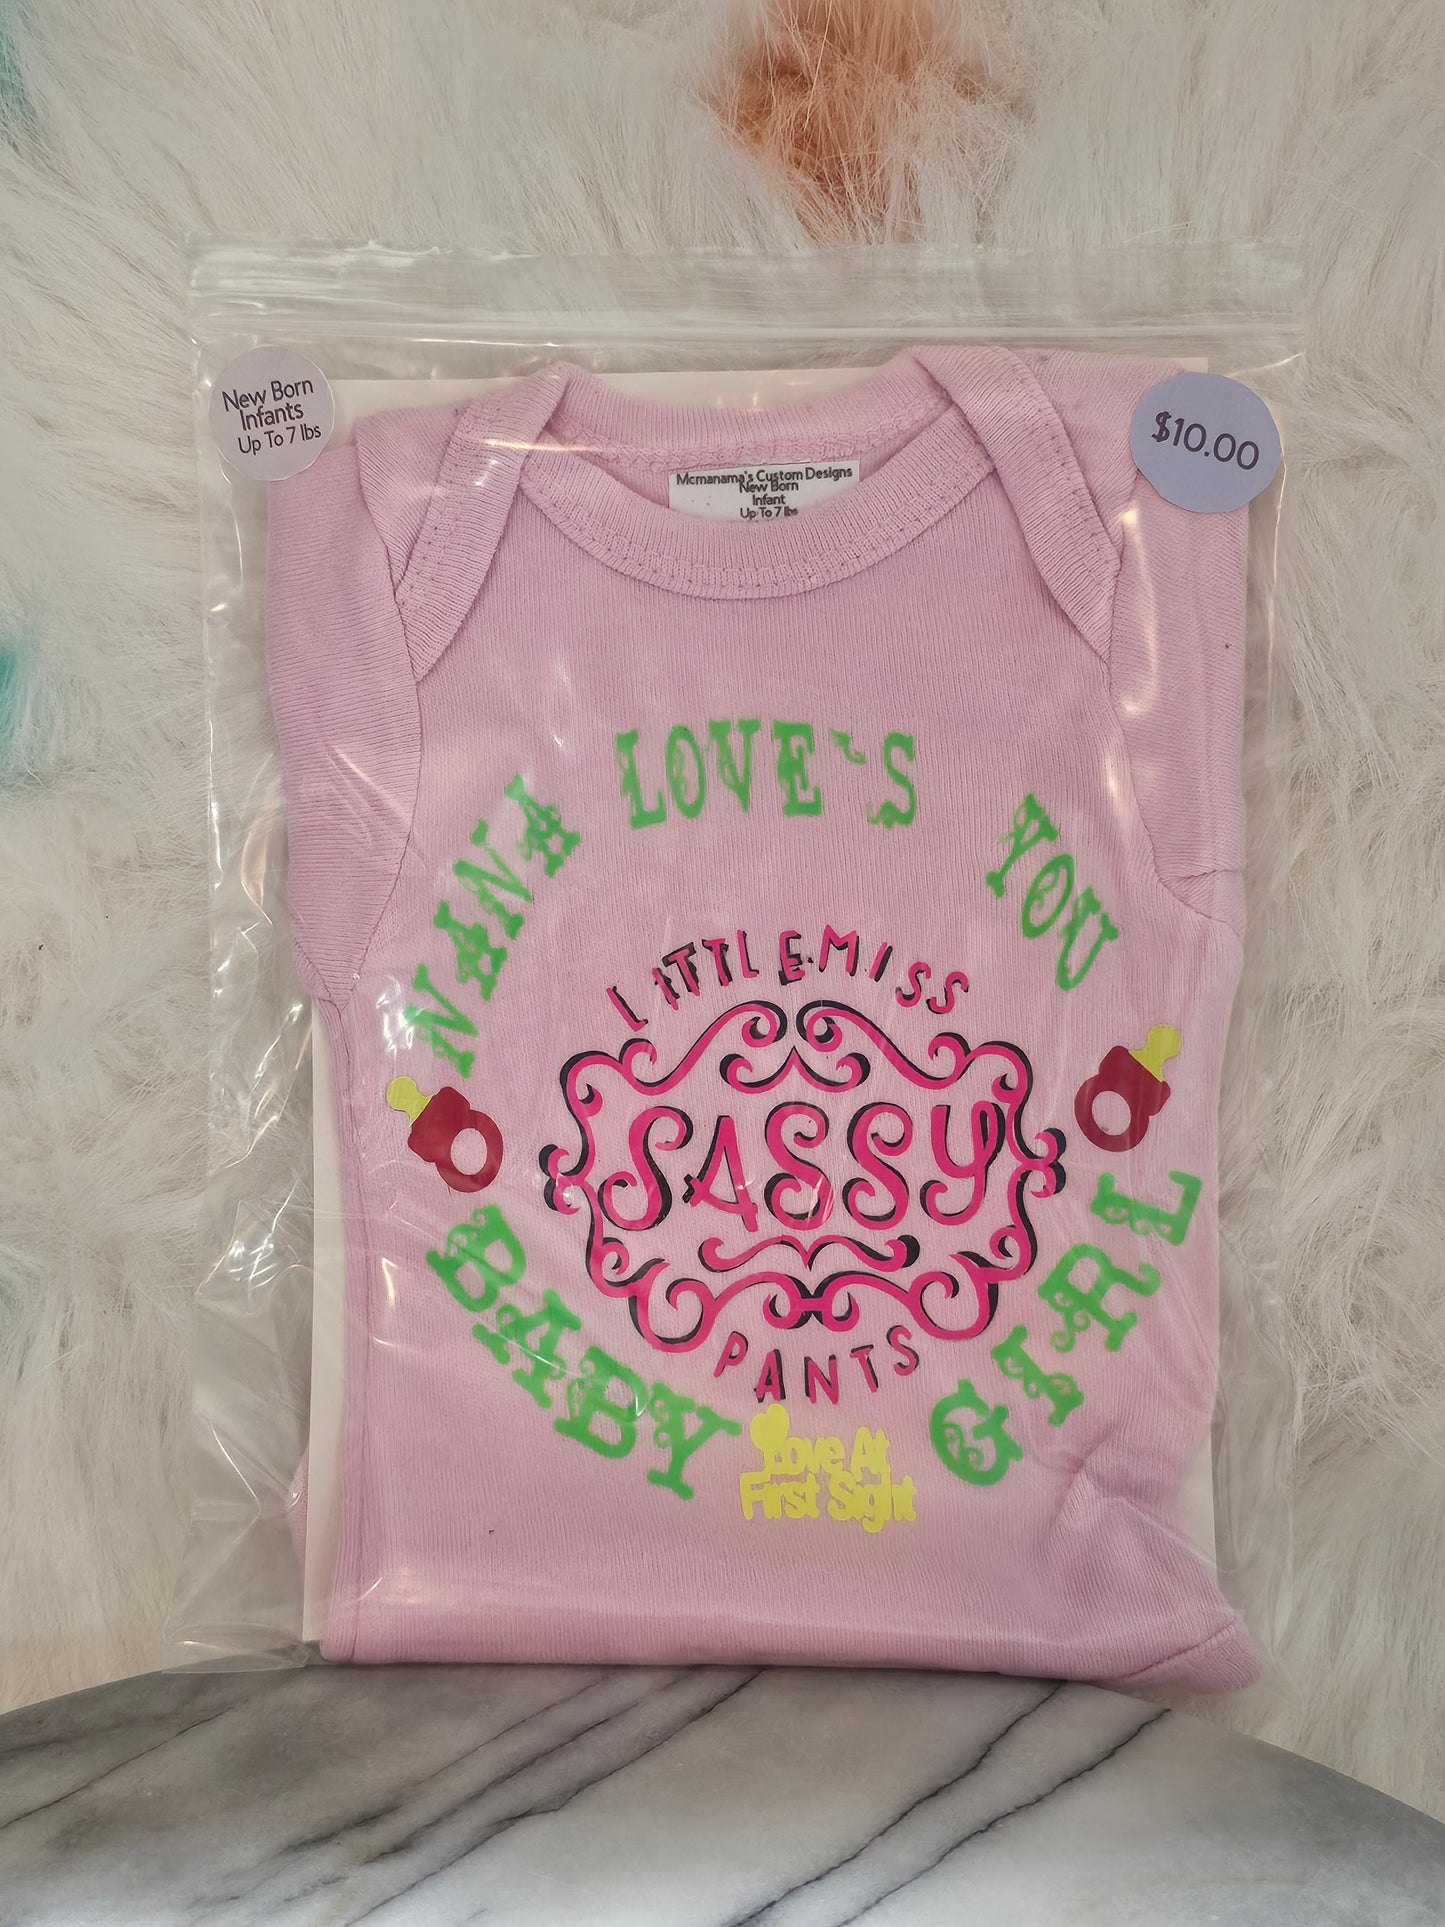 New Born
Infants
Up To 7 lbs
$10.00
Mcmanama's Custom Designs
New Born
Infant
Up To 7 lbs
NANA LOVE`S YOU
LITTLE MISS
SASSY
PANTS
BABY GIRL
Love At
First Sight